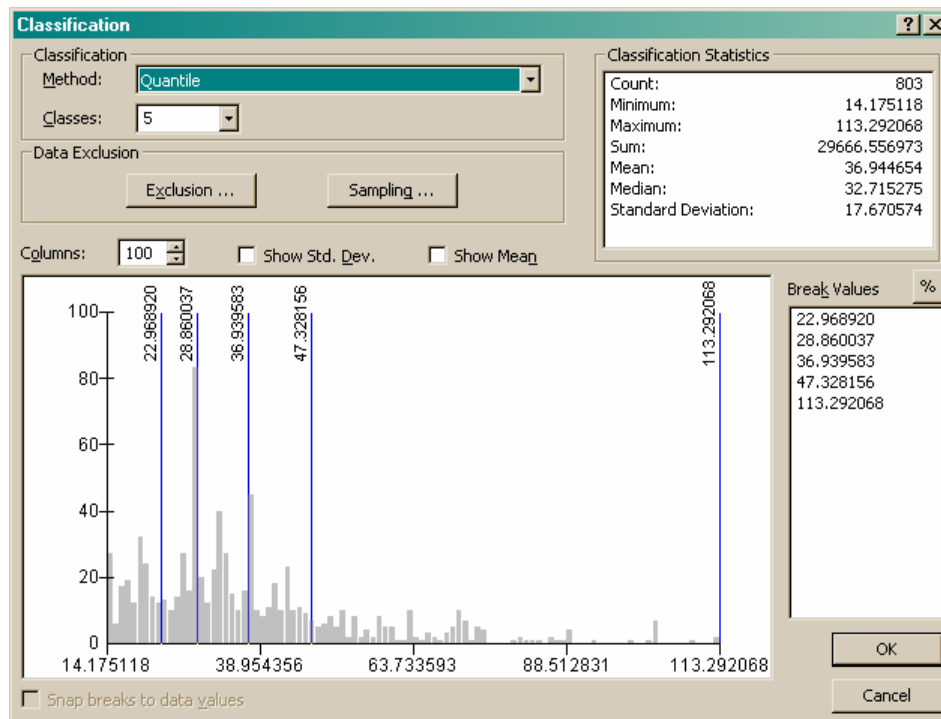 Classification
Classification
Method: Quantile
Classes: 5
Data Exclusion
Exclusion ... Sampling ...
Classification Statistics
Count: 803
Minimum: 14.175118
Maximum: 113.292068
Sum: 29666.556973
Mean: 36.944654
Median: 32.715275
Standard Deviation: 17.670574
Columns: 100 Show Std. Dev. Show Mean
Break Values %
22.968920
28.860037
36.939583
47.328156
113.292068
22.968920 28.860037 36.939583 47.328156 113.292068
100
80
60
40
20
0
14.175118 38.954356 63.733593 88.512831 113.292068
Snap breaks to data values
OK
Cancel